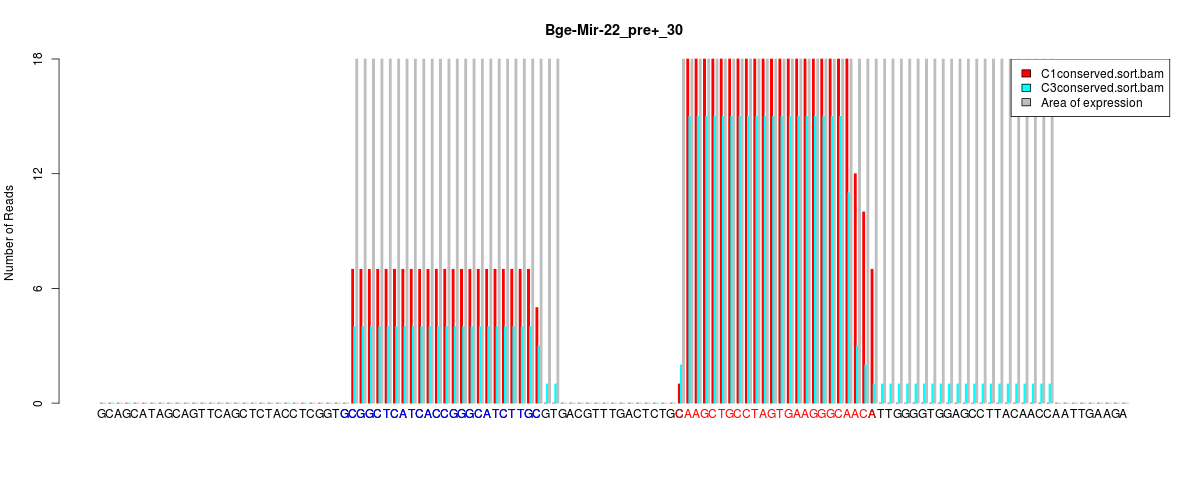 Bge-Mir-22_pre+_30
Number of Reads
18
12
6
0
C1conserved.sort.bam
C3conserved.sort.bam
Area of expression
GCAGCATAGCAGTTCAGCTCTACCTCGGTGCGGCTCATCACCGGGCATCTTGCGTGACGTTTGACTCTGCAAGCTGCCTAGTGAAGGGCAACATTGGGGTGGAGCCTTACAACCAATTGAAGA